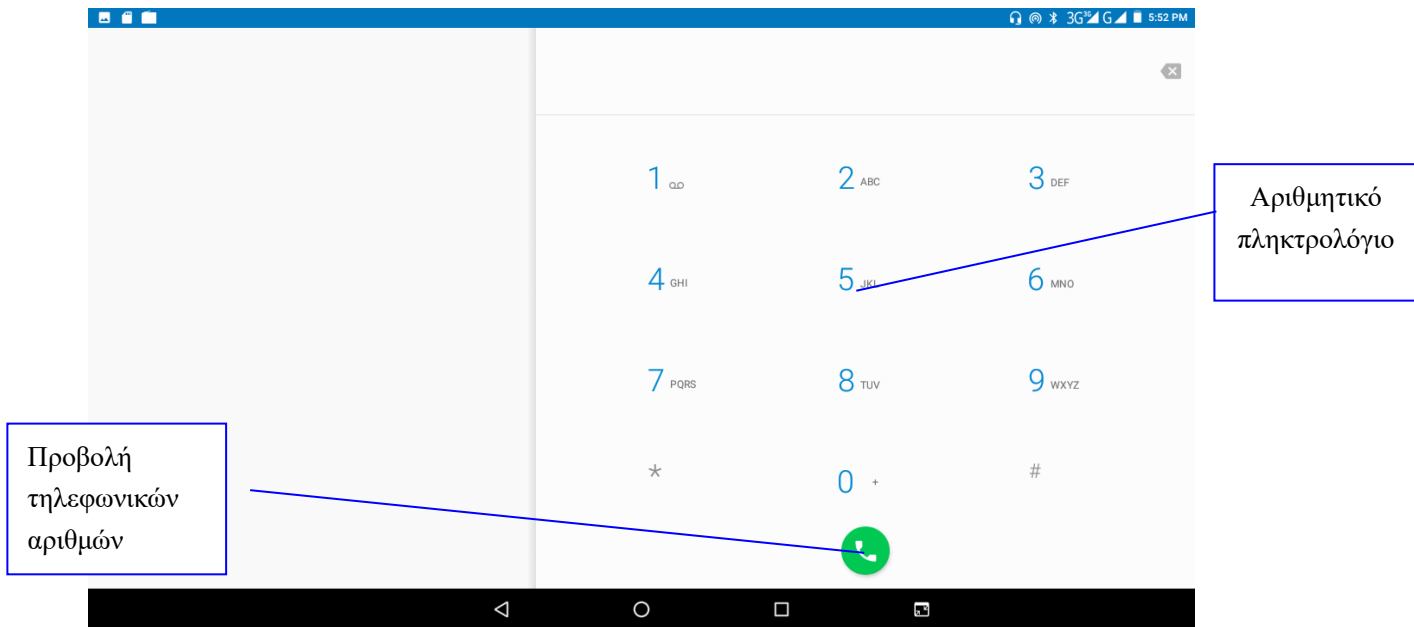 3G 3G G 5:52 PM
1
2 ABC
3 DEF
Αριθμητικό
πληκτρολόγιο
4 GHI
5 JKL
6 MNO
7 PQRS
8 TUV
9 WXYZ
Προβολή
τηλεφωνικών
αριθμών
*
0 +
#